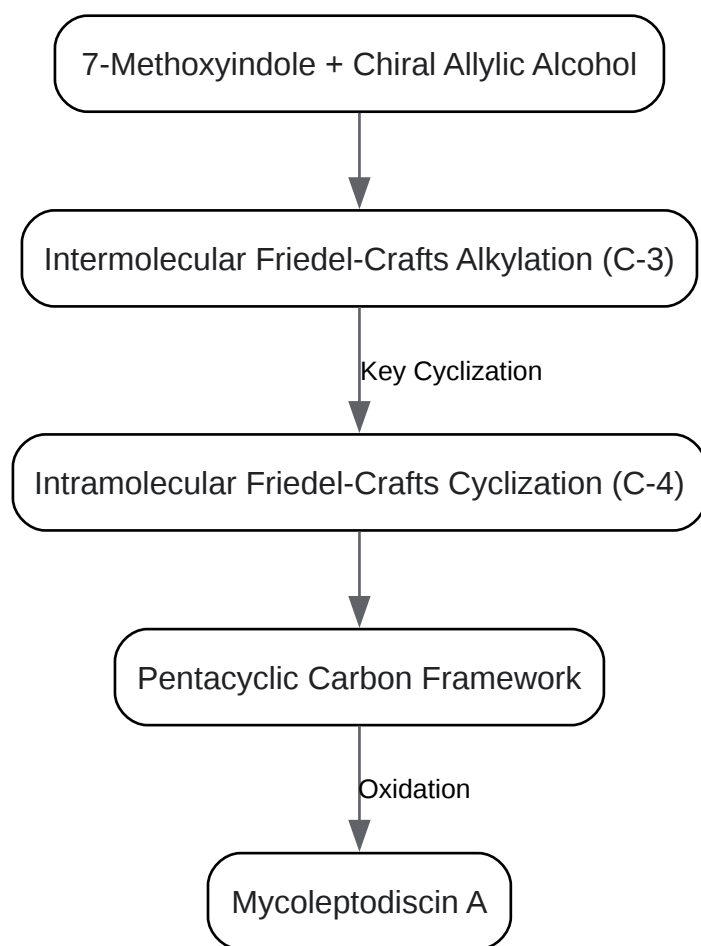 7-Methoxyindole + Chiral Allylic Alcohol
Intermolecular Friedel-Crafts Alkylation (C-3)
Key Cyclization
Intramolecular Friedel-Crafts Cyclization (C-4)
Pentacyclic Carbon Framework
Oxidation
Mycoleptodiscin A